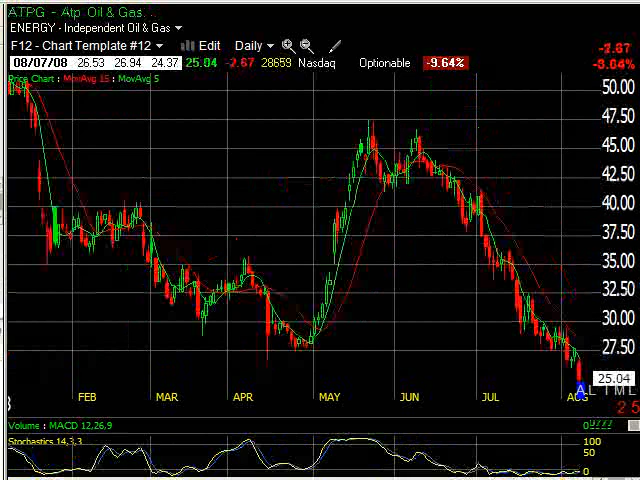 ATPG - Atp Oil & Gas.
ENERGY - Independent Oil & Gas
F12 - Chart Template #12 Edit Daily
-2.67
08/07/08 26.53 26.94 24.37 25.04 -2.67 28659 Nasdaq Optionable -9.64%
-9.64%
Price Chart : MovAvg 15 : MovAvg 5
50.00
47.50
45.00
42.50
40.00
37.50
35.00
32.50
30.00
27.50
25.04
FEB MAR APR MAY JUN JUL AUG
Volume : MACD 12,26,9
Stochastics 14,3,3
100
50
0